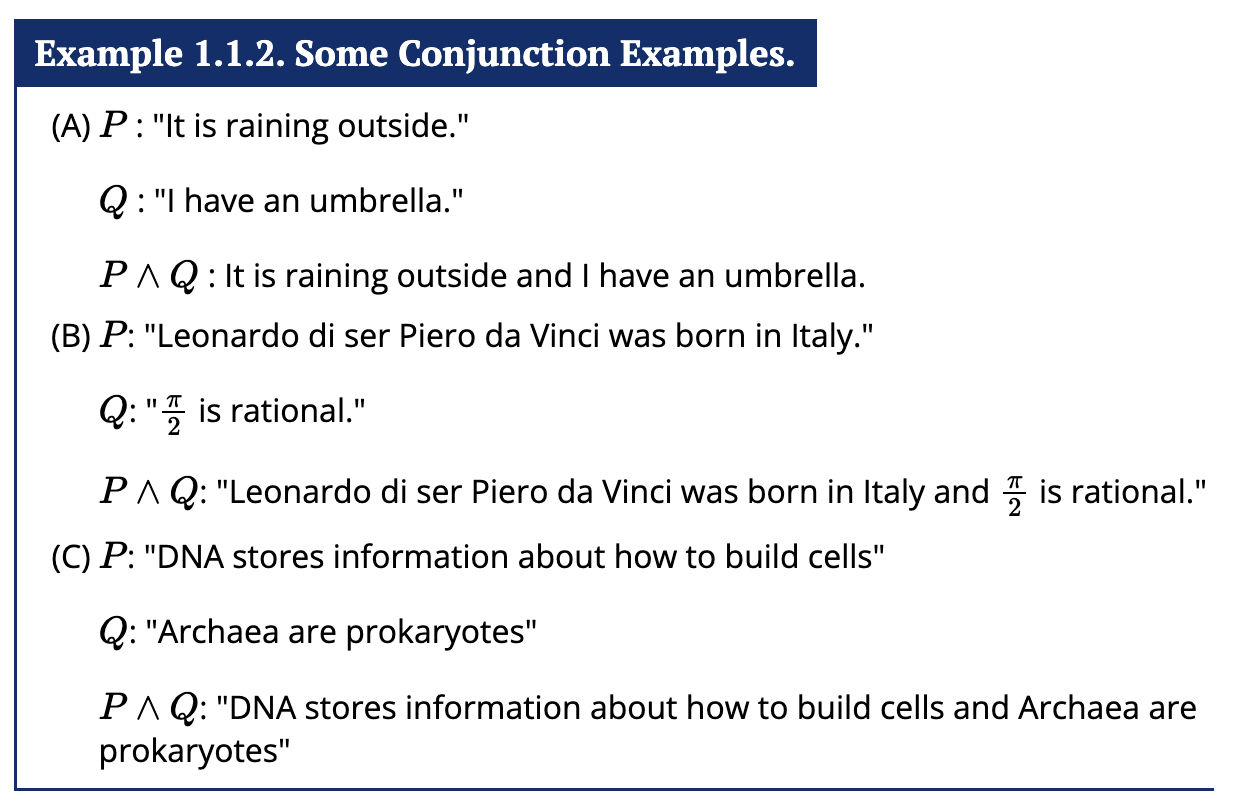 Example 1.1.2. Some Conjunction Examples.
(A) P : "It is raining outside."
Q : "I have an umbrella."
P ∧ Q : It is raining outside and I have an umbrella.
(B) P: "Leonardo di ser Piero da Vinci was born in Italy."
Q: "π/2 is rational."
P ∧ Q: "Leonardo di ser Piero da Vinci was born in Italy and π/2 is rational."
(C) P: "DNA stores information about how to build cells"
Q: "Archaea are prokaryotes"
P ∧ Q: "DNA stores information about how to build cells and Archaea are
prokaryotes"